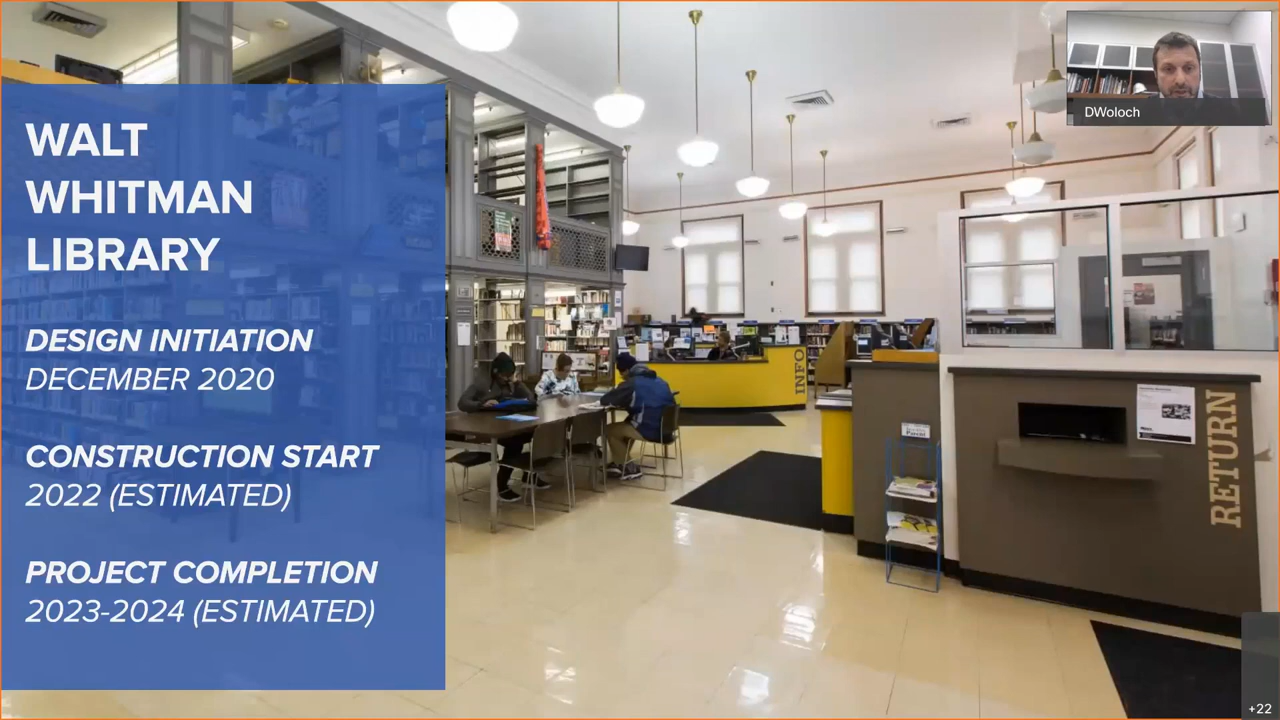 WALT
WHITMAN
LIBRARY
DESIGN INITIATION
DECEMBER 2020
CONSTRUCTION START
2022 (ESTIMATED)
PROJECT COMPLETION
2023-2024 (ESTIMATED)
DWoloch
INFO
RETURN
+22